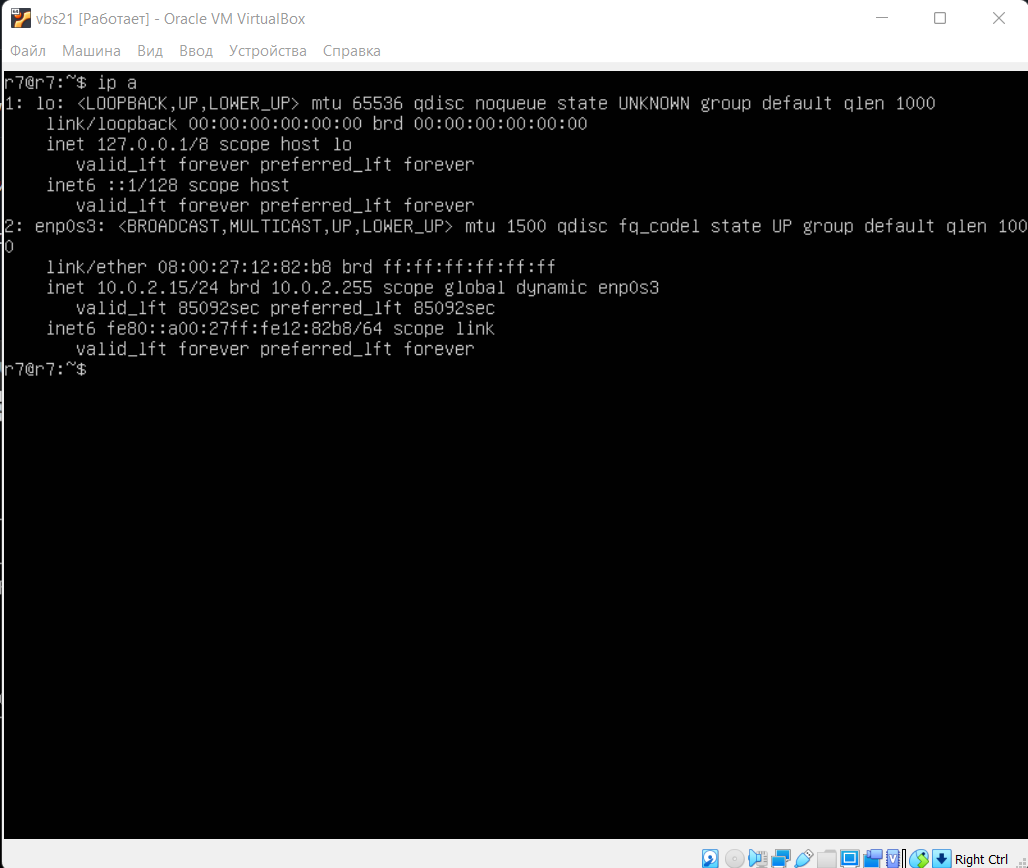 vbs21 [Работает] - Oracle VM VirtualBox
Файл Машина Вид Ввод Устройства Справка
r7@r7:~$ ip a
1: lo: <LOOPBACK,UP,LOWER_UP> mtu 65536 qdisc noqueue state UNKNOWN group default qlen 1000
    link/loopback 00:00:00:00:00:00 brd 00:00:00:00:00:00
    inet 127.0.0.1/8 scope host lo
       valid_lft forever preferred_lft forever
    inet6 ::1/128 scope host
       valid_lft forever preferred_lft forever
2: enp0s3: <BROADCAST,MULTICAST,UP,LOWER_UP> mtu 1500 qdisc fq_codel state UP group default qlen 100
0
    link/ether 08:00:27:12:82:b8 brd ff:ff:ff:ff:ff:ff
    inet 10.0.2.15/24 brd 10.0.2.255 scope global dynamic enp0s3
       valid_lft 85092sec preferred_lft 85092sec
    inet6 fe80::a00:27ff:fe12:82b8/64 scope link
       valid_lft forever preferred_lft forever
r7@r7:~$
Right Ctrl